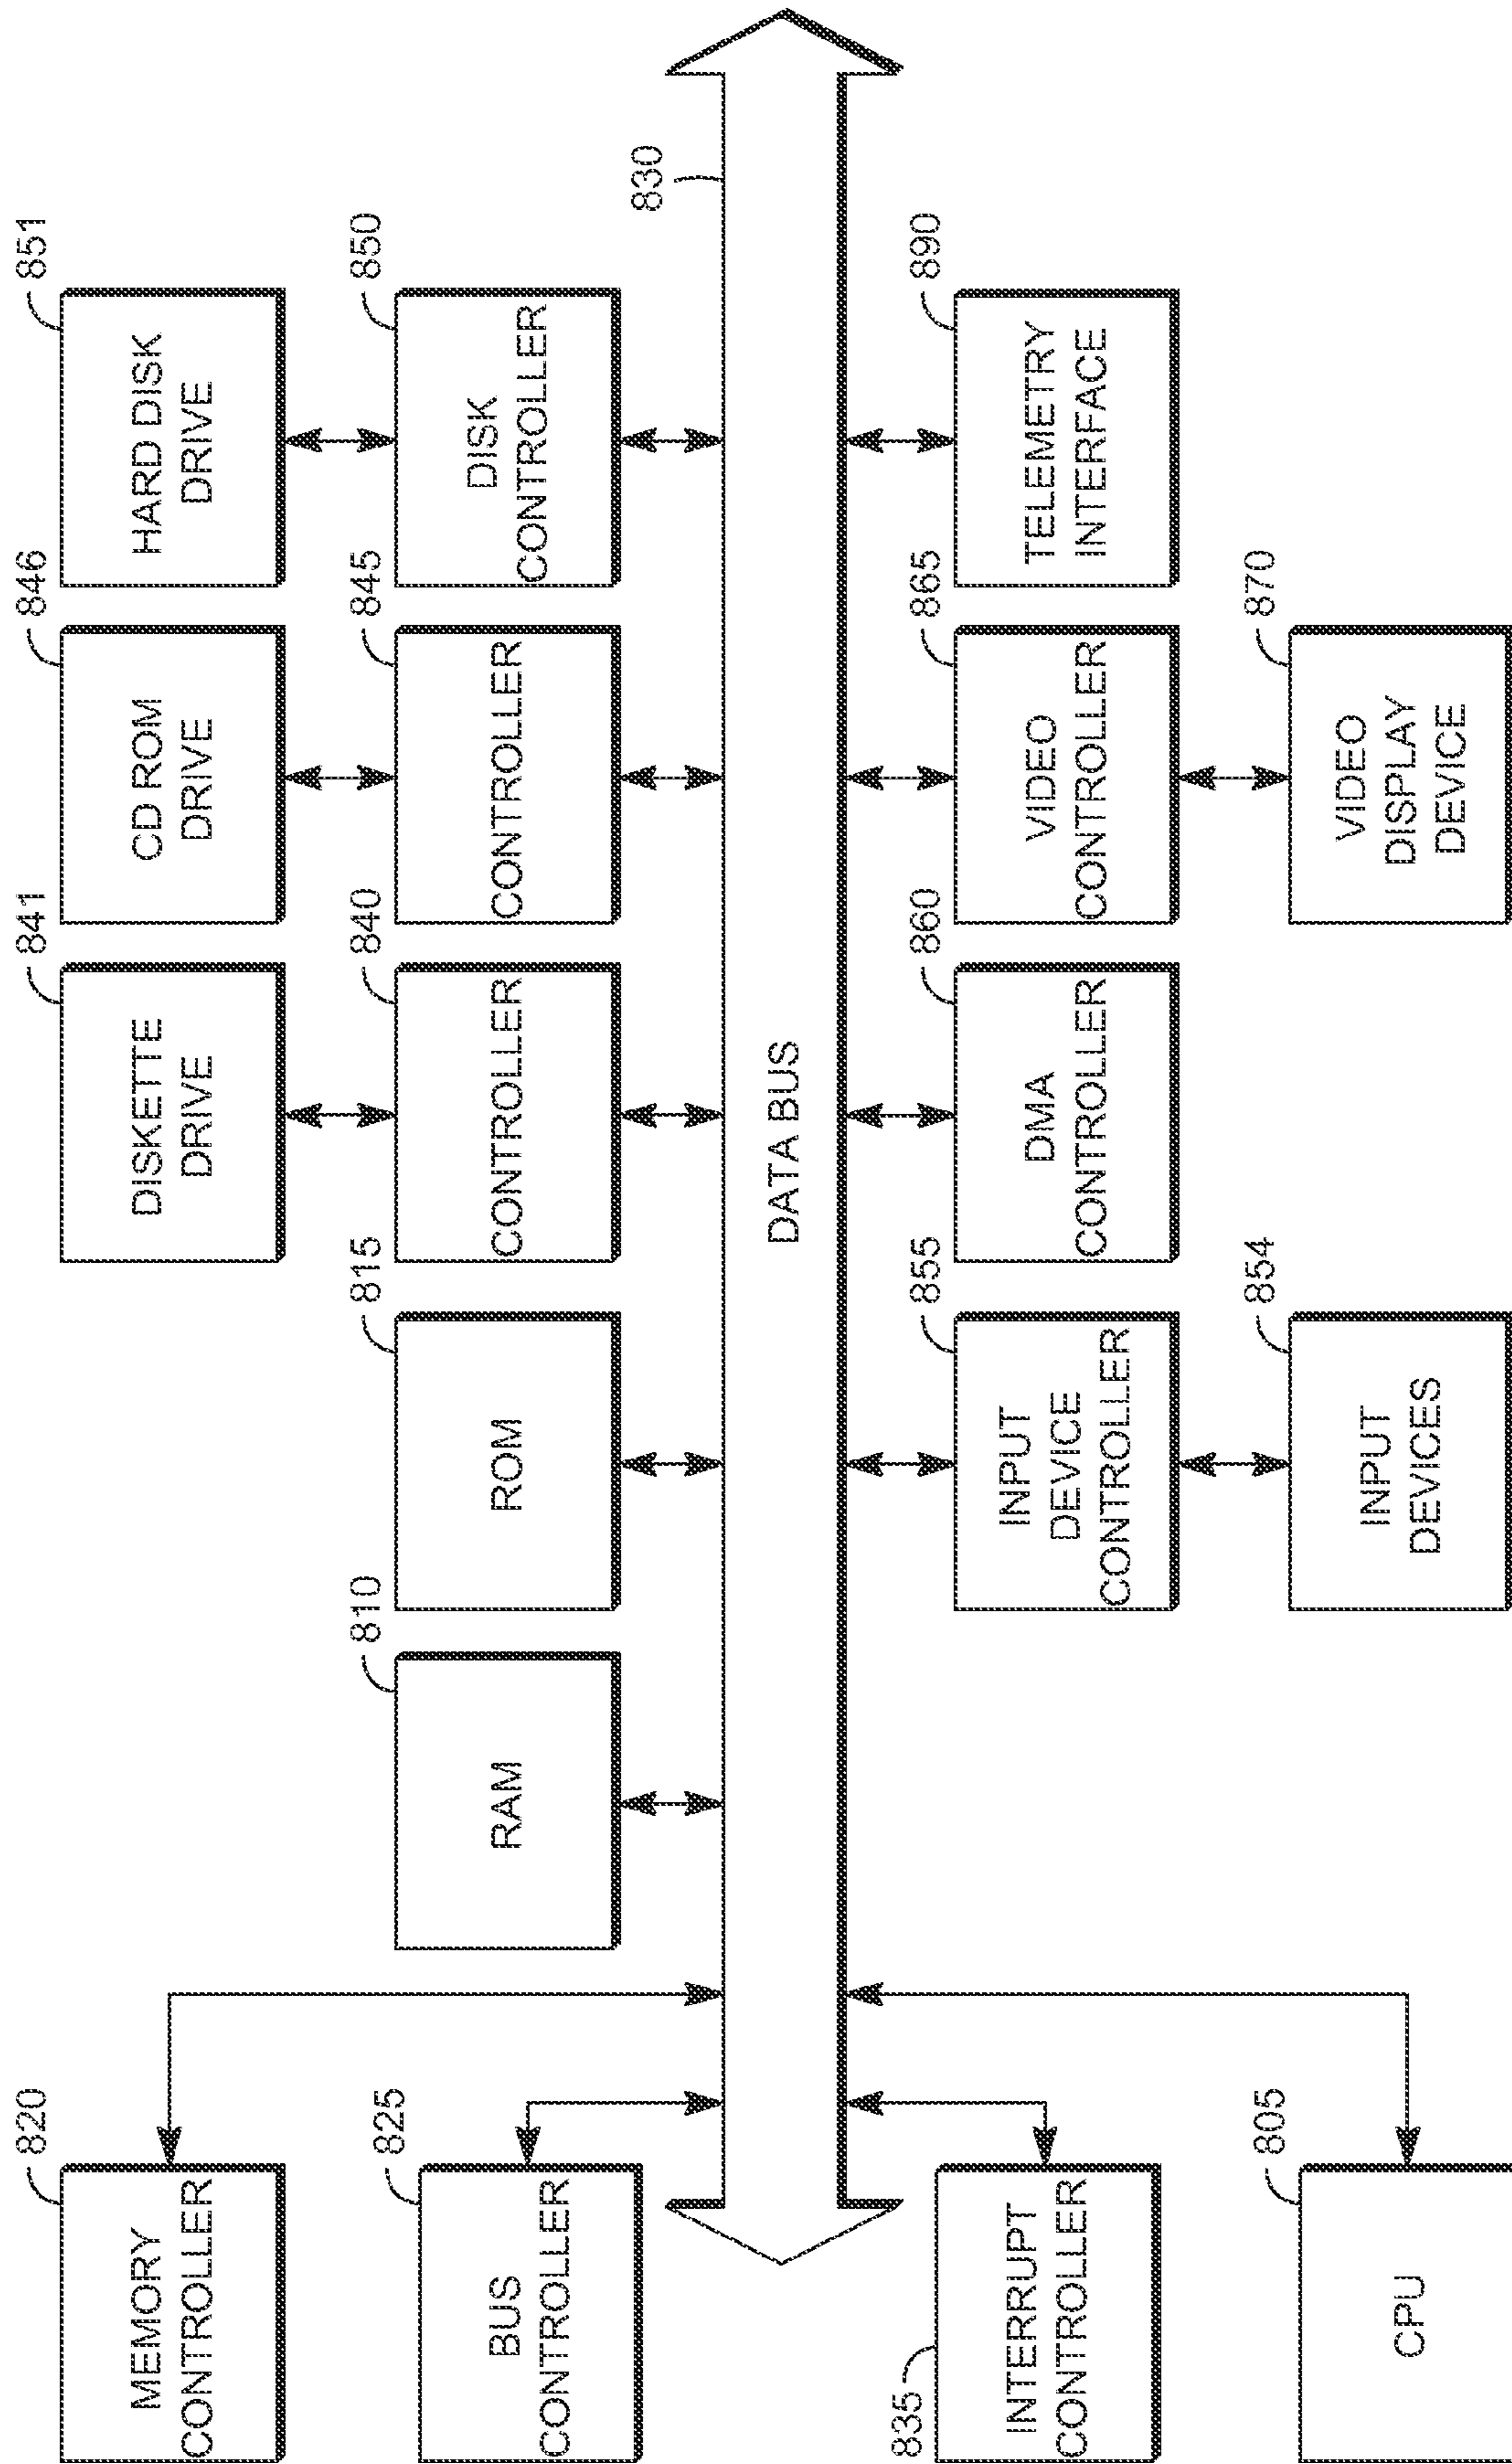 820
MEMORY
CONTROLLER
841
DISKETTE
DRIVE
846
CD ROM
DRIVE
851
HARD DISK
DRIVE
825
BUS
CONTROLLER
810
RAM
815
ROM
840
CONTROLLER
845
CONTROLLER
850
DISK
CONTROLLER
830
DATA BUS
835
INTERRUPT
CONTROLLER
855
INPUT
DEVICE
CONTROLLER
860
DMA
CONTROLLER
865
VIDEO
CONTROLLER
890
TELEMETRY
INTERFACE
805
CPU
854
INPUT
DEVICES
870
VIDEO
DISPLAY
DEVICE